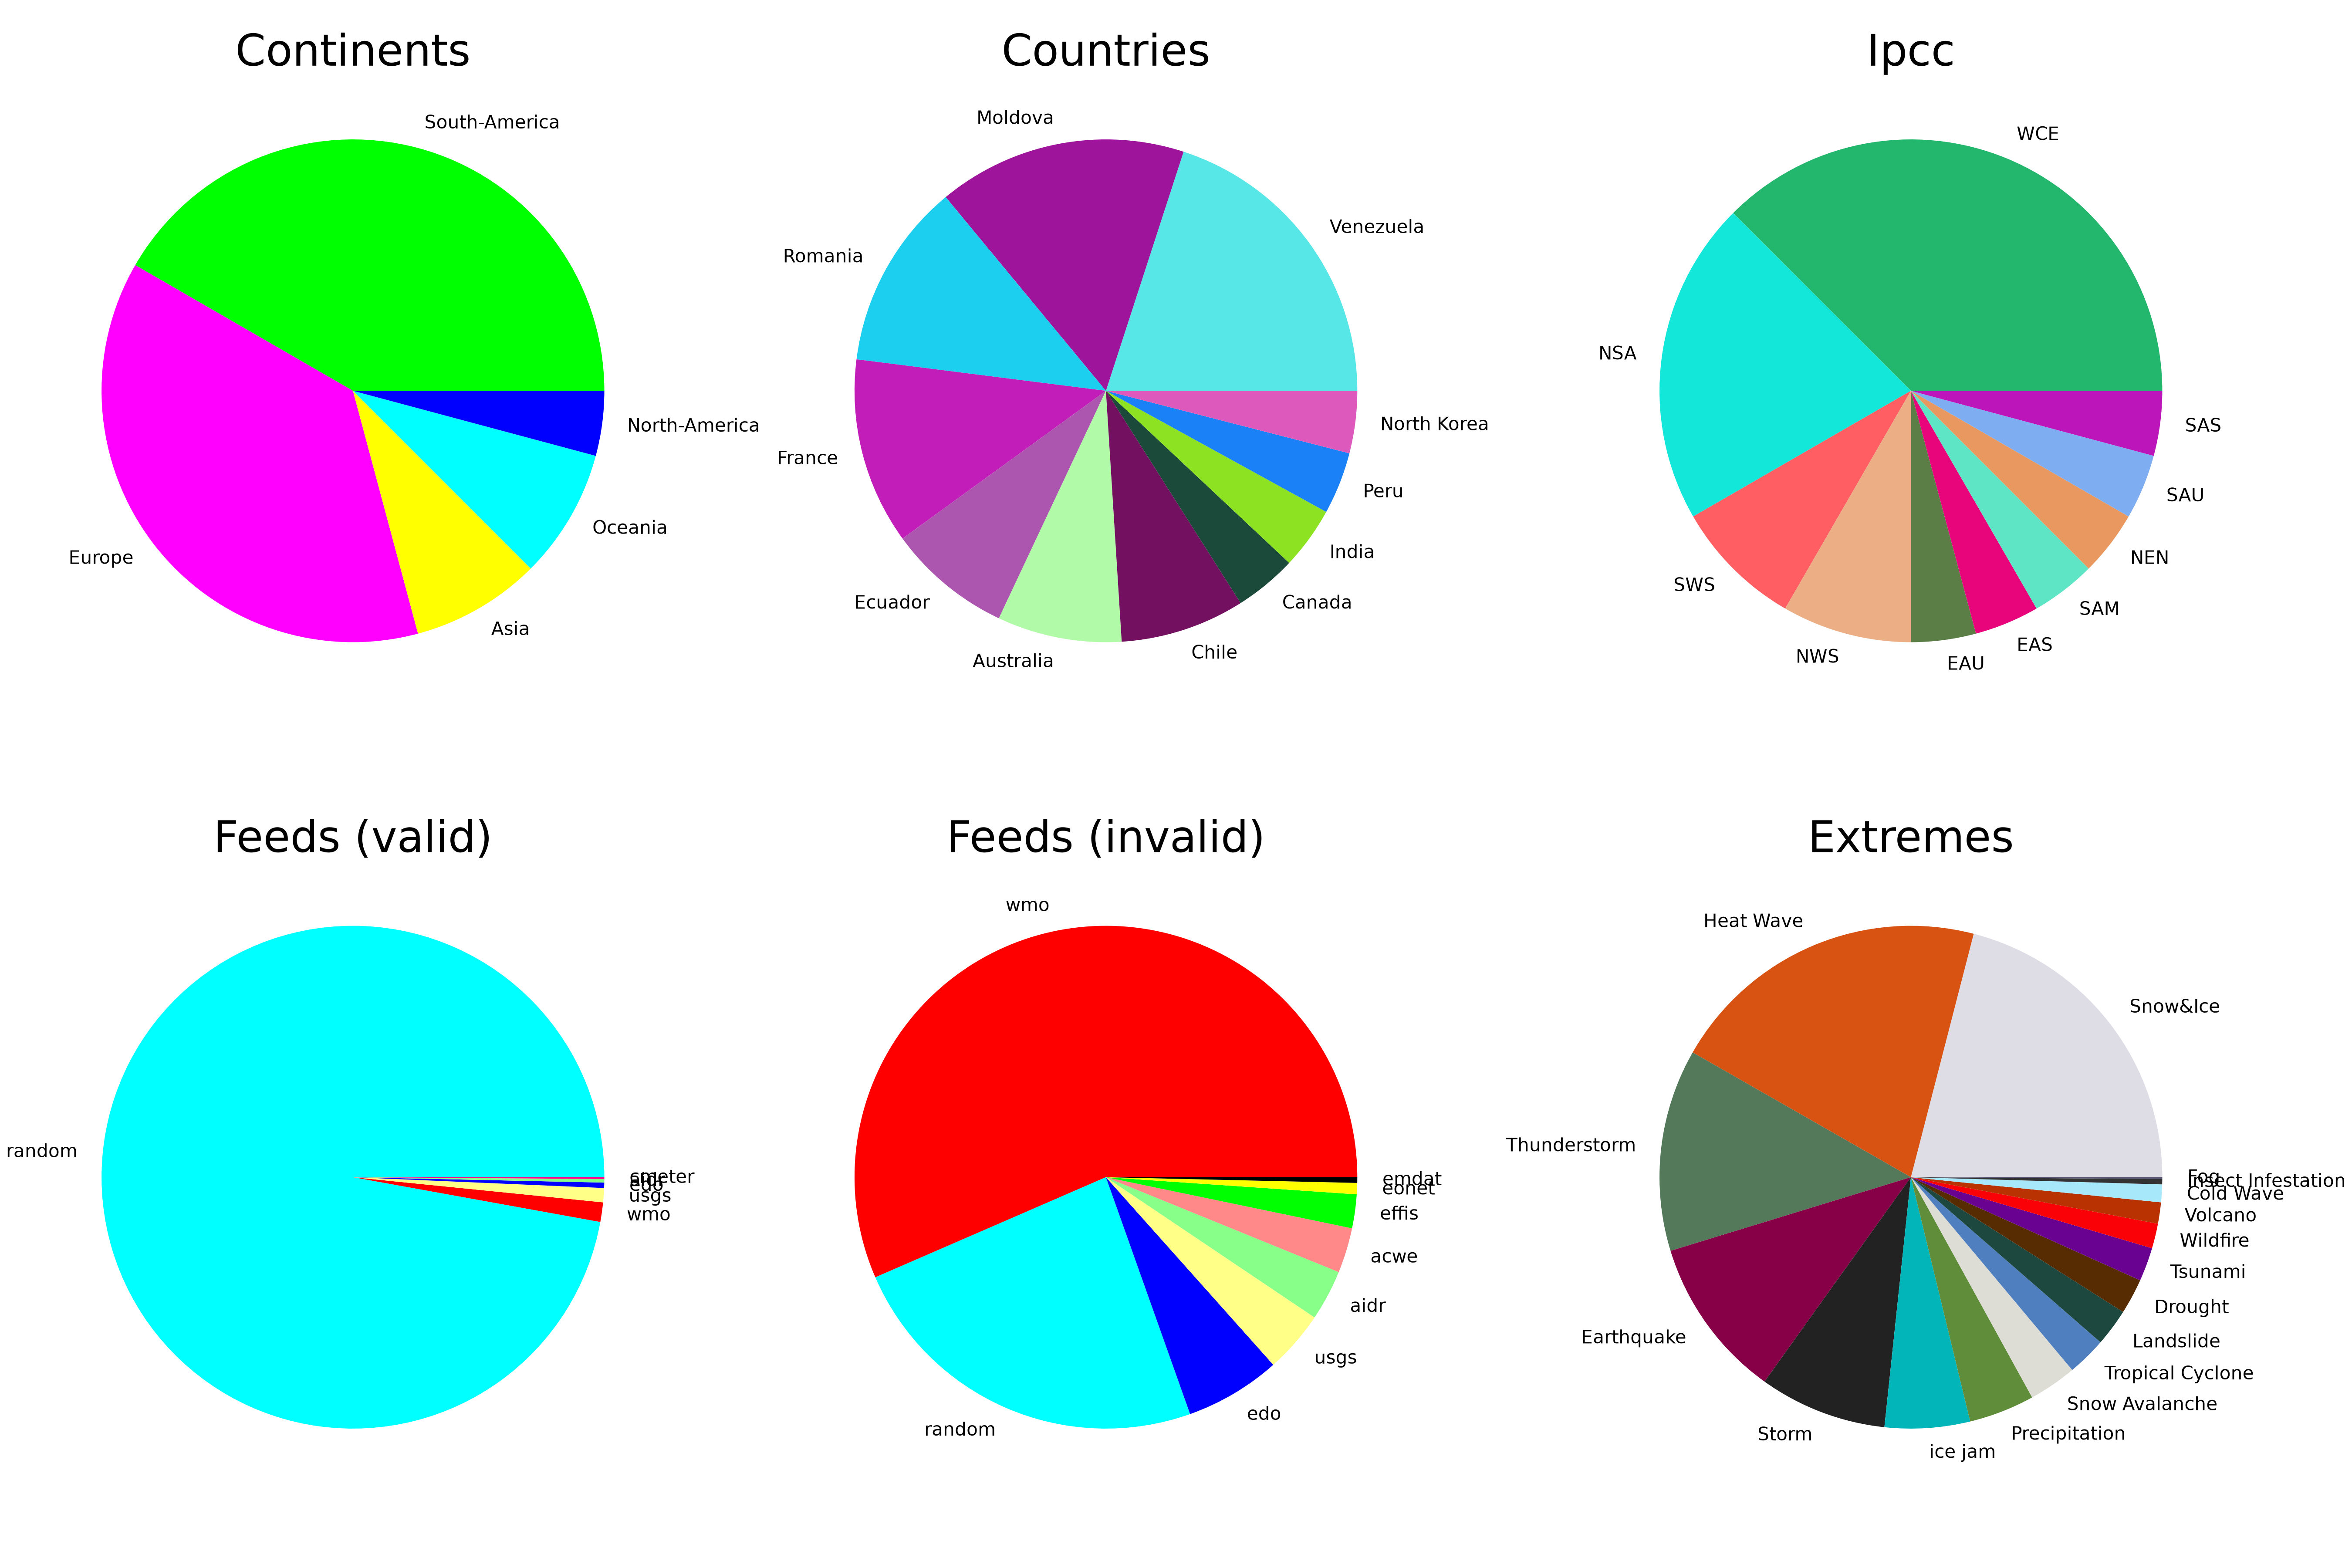 Continents
South-America
Europe
Asia
Oceania
North-America
Countries
Venezuela
Moldova
Romania
France
Ecuador
Australia
Chile
Canada
India
Peru
North Korea
Ipcc
WCE
NSA
SWS
NWS
EAU
EAS
SAM
NEN
SAU
SAS
Feeds (valid)
random
wmo
usgs
edo
cmeter
Feeds (invalid)
wmo
random
edo
usgs
aidr
acwe
effis
eonet
emdat
Extremes
Snow&Ice
Heat Wave
Thunderstorm
Earthquake
Storm
ice jam
Precipitation
Snow Avalanche
Tropical Cyclone
Landslide
Drought
Tsunami
Wildfire
Volcano
Cold Wave
Insect Infestation
Fog